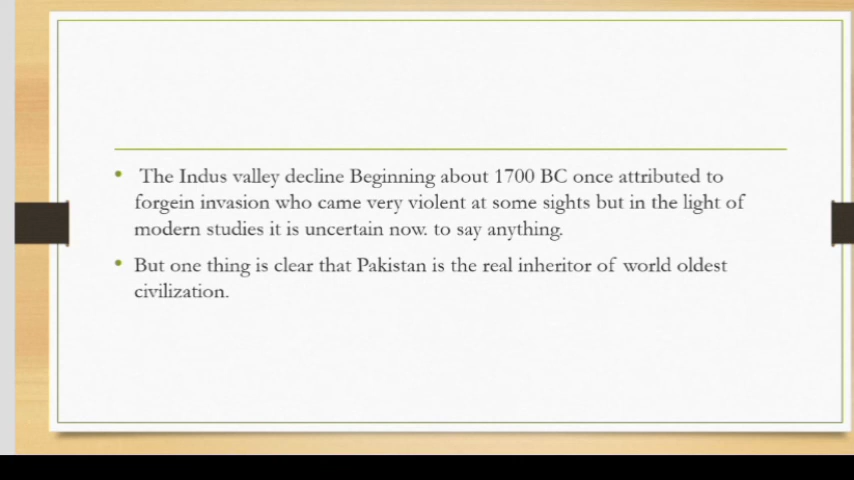 • The Indus valley decline Beginning about 1700 BC once attributed to
forgein invasion who came very violent at some sights but in the light of
modern studies it is uncertain now. to say anything.
• But one thing is clear that Pakistan is the real inheritor of world oldest
civilization.